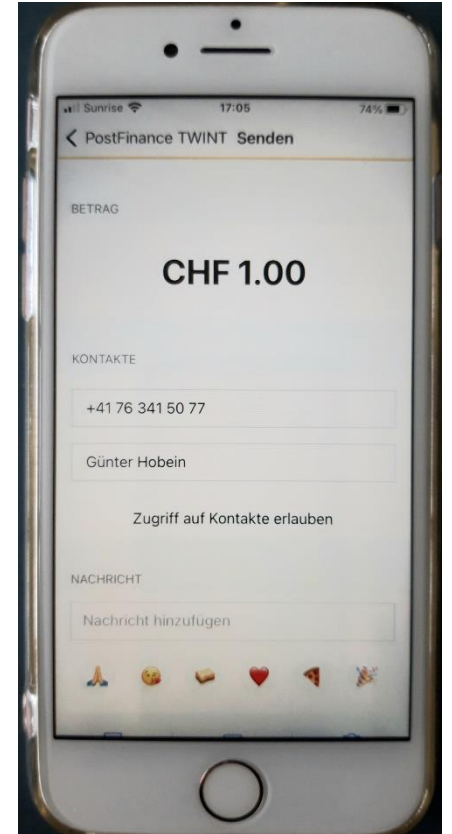 Sunrise 17:05 74%
PostFinance TWINT Senden
BETRAG
CHF 1.00
KONTAKTE
+41 76 341 50 77
Günter Hobein
Zugriff auf Kontakte erlauben
NACHRICHT
Nachricht hinzufügen